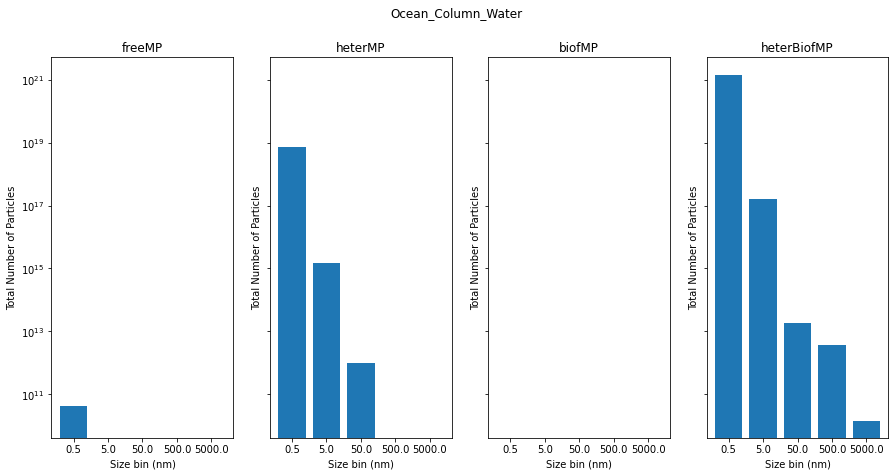 Ocean_Column_Water
freeMP
heterMP
biofMP
heterBiofMP
Total Number of Particles
10^21
10^19
10^17
10^15
10^13
10^11
0.5 5.0 50.0 500.0 5000.0
Size bin (nm)
Total Number of Particles
0.5 5.0 50.0 500.0 5000.0
Size bin (nm)
Total Number of Particles
0.5 5.0 50.0 500.0 5000.0
Size bin (nm)
Total Number of Particles
0.5 5.0 50.0 500.0 5000.0
Size bin (nm)